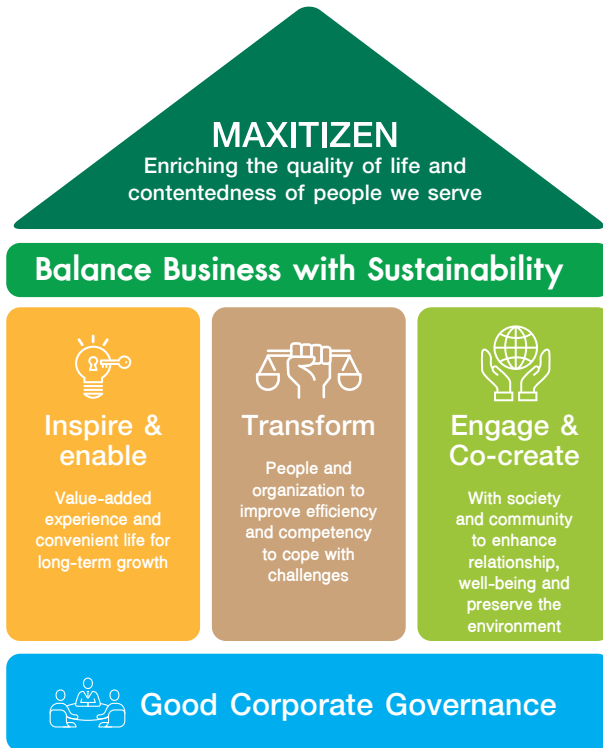 MAXITIZEN
Enriching the quality of life and
contentedness of people we serve
Balance Business with Sustainability
Inspire &
enable
Value-added
experience and
convenient life for
long-term growth
Transform
People and
organization to
improve efficiency
and competency
to cope with
challenges
Engage &
Co-create
With society
and community
to enhance
relationship,
well-being and
preserve the
environment
Good Corporate Governance